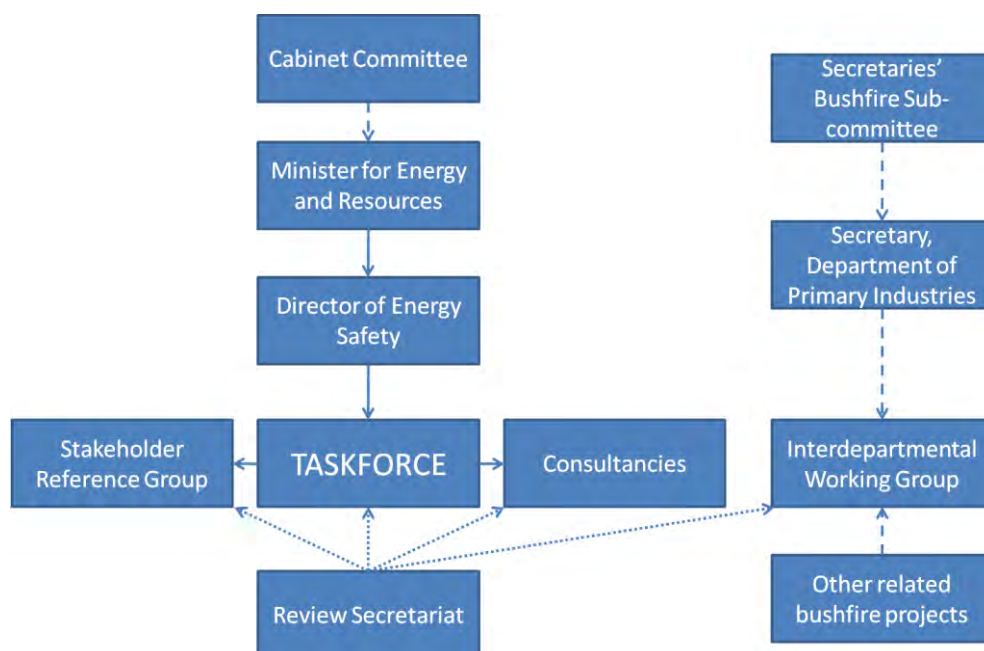 Cabinet Committee
Secretaries’
Bushfire Sub-
committee
Minister for Energy
and Resources
Secretary,
Department of
Primary Industries
Director of Energy
Safety
Stakeholder
Reference Group
TASKFORCE
Consultancies
Interdepartmental
Working Group
Review Secretariat
Other related
bushfire projects